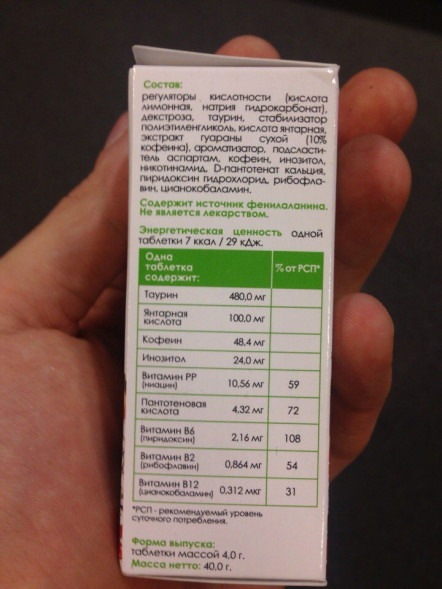 Состав:
регуляторы кислотности (кислота
лимонная, натрия гидрокарбонат),
декстроза, таурин, стабилизатор
полиэтиленгликоль, кислота янтарная,
экстракт гуараны сухой (10%
кофеина), ароматизатор, подсласти-
тель аспартам, кофеин, инозитол,
никотинамид, D-пантотенат кальция,
пиридоксин гидрохлорид, рибофла-
вин, цианокобаламин.
Содержит источник фенилаланина.
Не является лекарством.
Энергетическая ценность одной
таблетки 7 ккал / 29 кДж.
Одна
таблетка
содержит:
% от РСП*
Таурин 480,0 мг
Янтарная
кислота 100,0 мг
Кофеин 48,4 мг
Инозитол 24,0 мг
Витамин PP
(ниацин) 10,56 мг 59
Пантотеновая
кислота 4,32 мг 72
Витамин B6
(пиридоксин) 2,16 мг 108
Витамин B2
(рибофлавин) 0,864 мг 54
Витамин B12
(цианокобаламин) 0,312 мкг 31
*РСП - рекомендуемый уровень
суточного потребления.
Форма выпуска:
таблетки массой 4,0 г.
Масса нетто: 40,0 г.